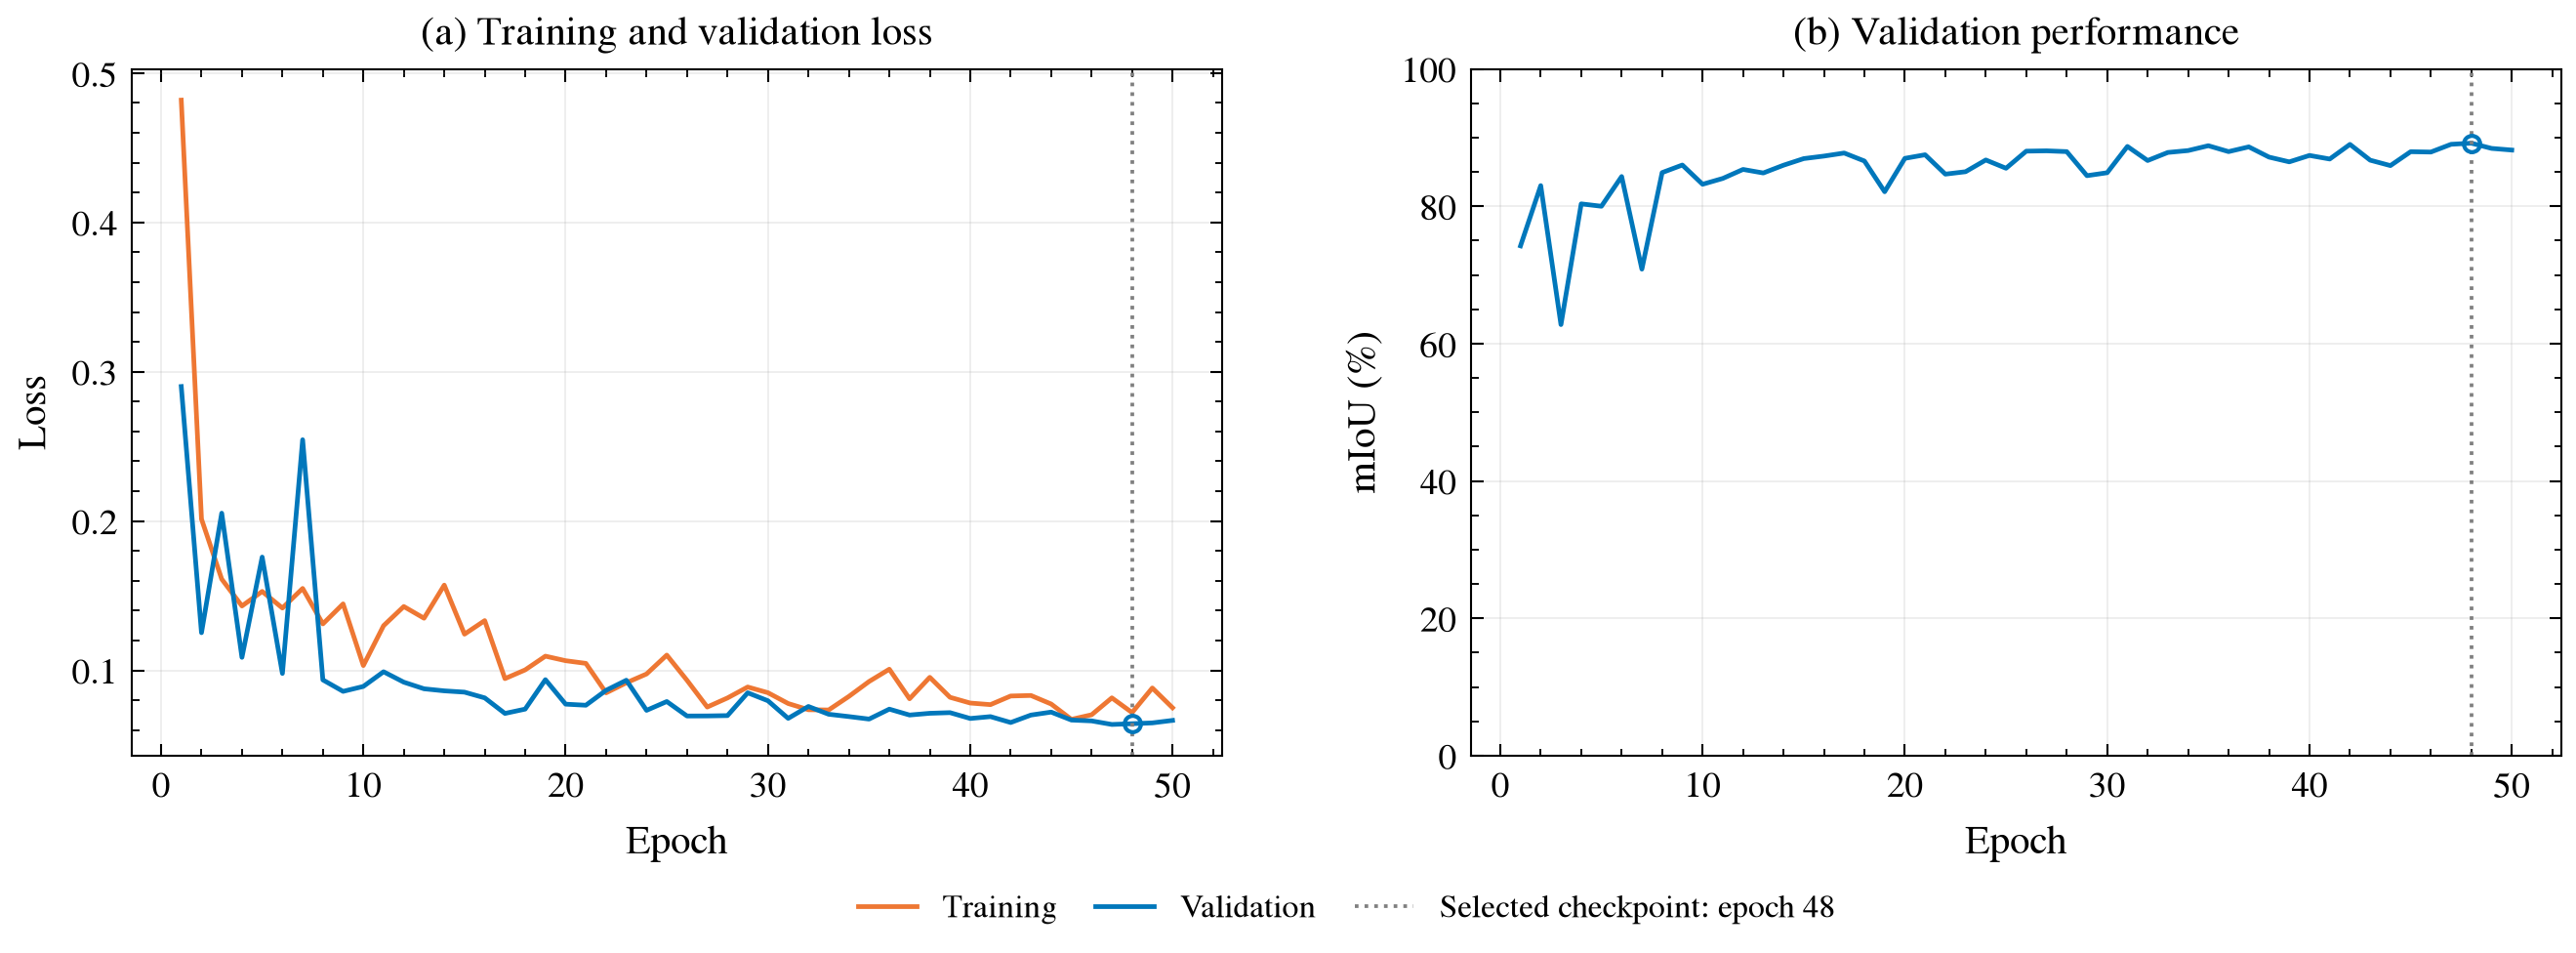 (a) Training and validation loss
0.5
0.4
0.3
0.2
0.1
Loss
0 10 20 30 40 50
Epoch
(b) Validation performance
100
80
60
40
20
0
mIoU (%)
0 10 20 30 40 50
Epoch
Training Validation Selected checkpoint: epoch 48